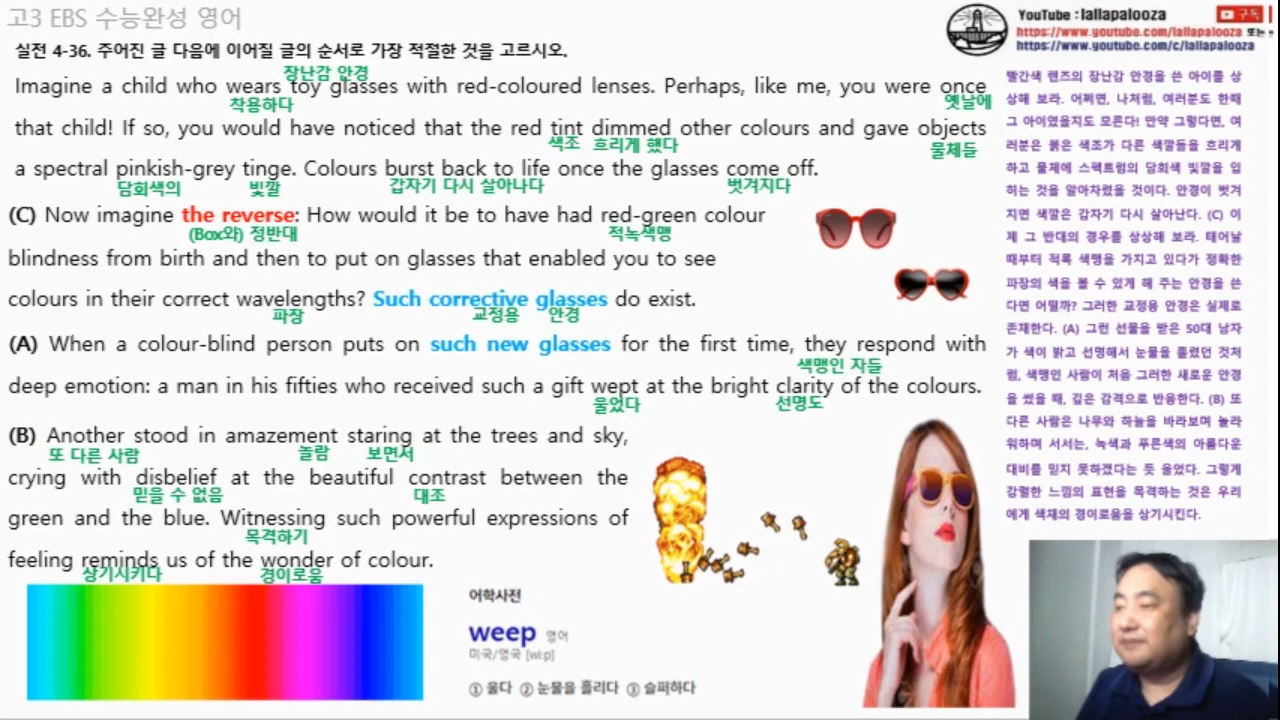 고3 EBS 수능완성 영어
실전 4-36. 주어진 글 다음에 이어질 글의 순서로 가장 적절한 것을 고르시오.
장난감 안경
Imagine a child who wears toy glasses with red-coloured lenses. Perhaps, like me, you were once
착용하다 옛날에
that child! If so, you would have noticed that the red tint dimmed other colours and gave objects
색조 흐리게 했다 물체들
a spectral pinkish-grey tinge. Colours burst back to life once the glasses come off.
담회색의 빛깔 갑자기 다시 살아나다 벗겨지다
(C) Now imagine the reverse: How would it be to have had red-green colour
(Box와) 정반대 적녹색맹
blindness from birth and then to put on glasses that enabled you to see
colours in their correct wavelengths? Such corrective glasses do exist.
파장 교정용 안경
(A) When a colour-blind person puts on such new glasses for the first time, they respond with
색맹인 자들
deep emotion: a man in his fifties who received such a gift wept at the bright clarity of the colours.
울었다 선명도
(B) Another stood in amazement staring at the trees and sky,
또 다른 사람 놀람 보면서
crying with disbelief at the beautiful contrast between the
믿을 수 없음 대조
green and the blue. Witnessing such powerful expressions of
목격하기
feeling reminds us of the wonder of colour.
상기시키다 경이로움
어학사전
weep 영어
미국/영국 [wi:p]
① 울다 ② 눈물을 흘리다 ③ 슬퍼하다
YouTube : lallapalooza
구독
https://www.youtube.com/lallapalooza 또는
https://www.youtube.com/c/lallapalooza
빨간색 렌즈의 장난감 안경을 쓴 아이를 상
상해 보라. 어쩌면, 나처럼, 여러분도 한때
그 아이였을지도 모른다! 만약 그렇다면, 여
러분은 붉은 색조가 다른 색깔들을 흐리게
하고 물체에 스펙트럼의 담회색 빛깔을 입
히는 것을 알아차렸을 것이다. 안경이 벗겨
지면 색깔은 갑자기 다시 살아난다. (C) 이
제 그 반대의 경우를 상상해 보라. 태어날
때부터 적록 색맹을 가지고 있다가 정확한
파장의 색을 볼 수 있게 해 주는 안경을 쓴
다면 어떨까? 그러한 교정용 안경은 실제로
존재한다. (A) 그런 선물을 받은 50대 남자
가 색이 밝고 선명해서 눈물을 흘렸던 것처
럼, 색맹인 사람이 처음 그러한 새로운 안경
을 썼을 때, 깊은 감격으로 반응한다. (B) 또
다른 사람은 나무와 하늘을 바라보며 놀라
워하며 서서는, 녹색과 푸른색의 아름다운
대비를 믿지 못하겠다는 듯 울었다. 그렇게
강렬한 느낌의 표현을 목격하는 것은 우리
에게 색채의 경이로움을 상기시킨다.